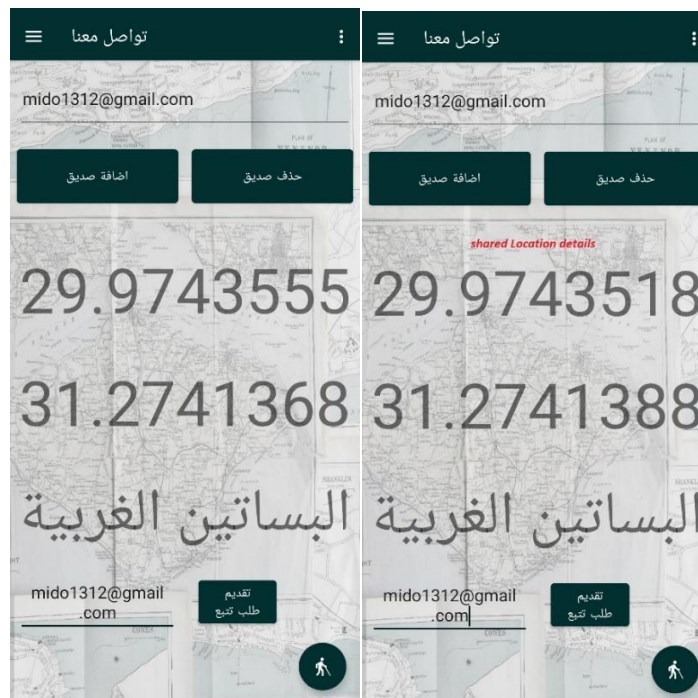 تواصل معنا
mido1312@gmail.com
اضافة صديق
حذف صديق
29.9743555
31.2741368
البساتين الغربية
mido1312@gmail
.com
تقديم
طلب تتبع
تواصل معنا
mido1312@gmail.com
اضافة صديق
حذف صديق
shared Location details
29.9743518
31.2741388
البساتين الغربية
mido1312@gmail
.com
تقديم
طلب تتبع